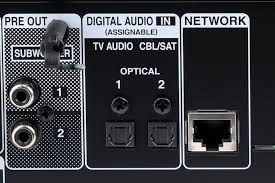 PRE OUT
SUBWOOFER
1
2
DIGITAL AUDIO IN
(ASSIGNABLE)
TV AUDIO CBL/SAT
OPTICAL
1 2
NETWORK